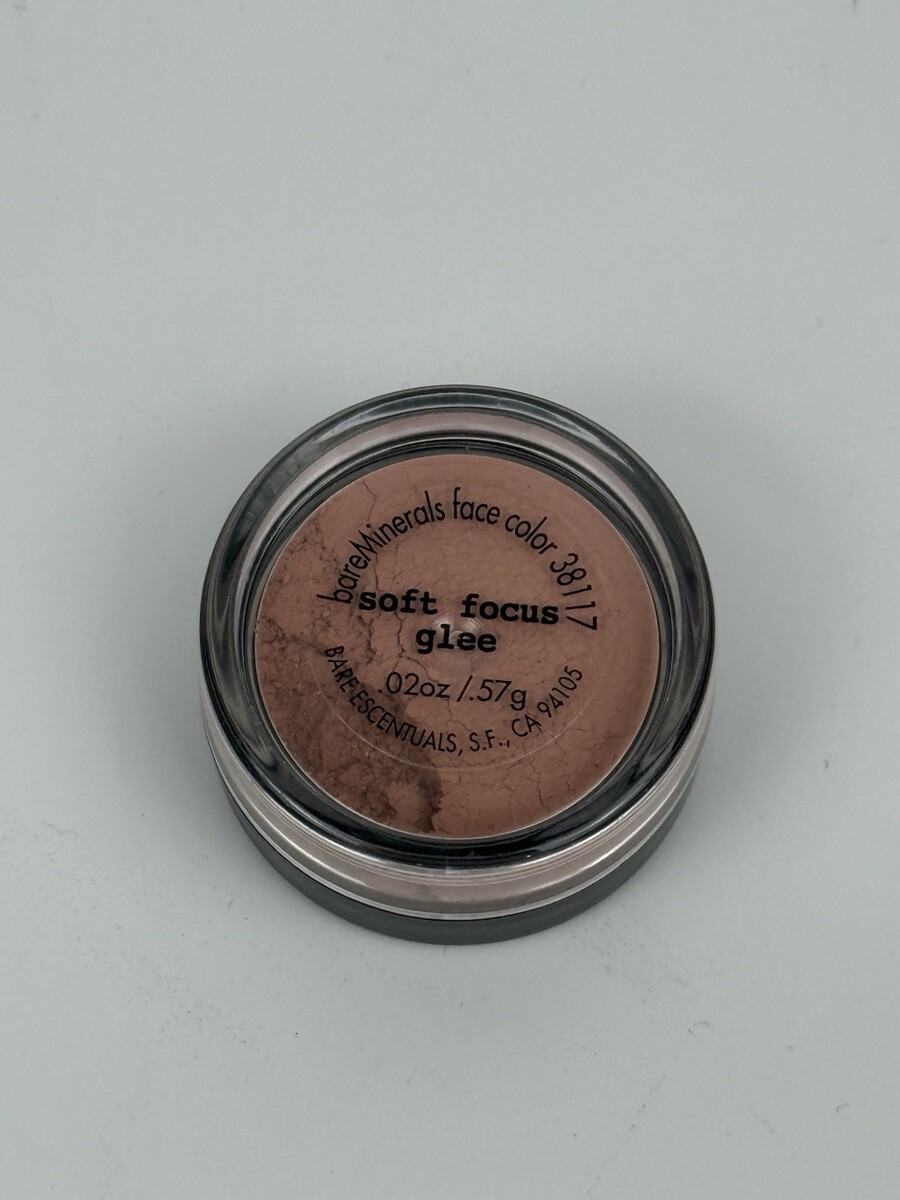 bareMinerals face color 38117
soft focus
glee
.02oz /.57g
BARE ESCENTUALS, S.F., CA 94105